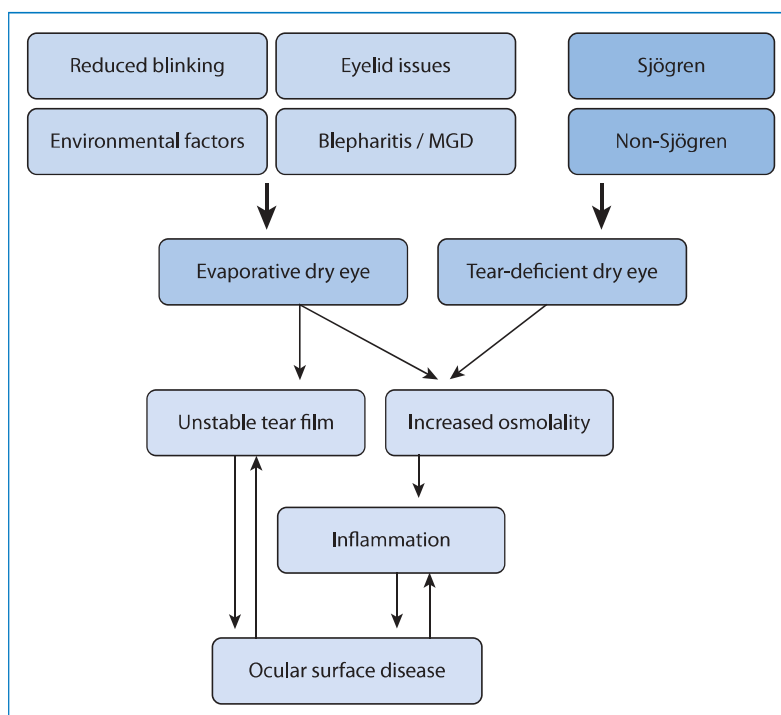 Reduced blinking
Eyelid issues
Sjögren
Environmental factors
Blepharitis / MGD
Non-Sjögren
Evaporative dry eye
Tear-deficient dry eye
Unstable tear film
Increased osmolality
Inflammation
Ocular surface disease